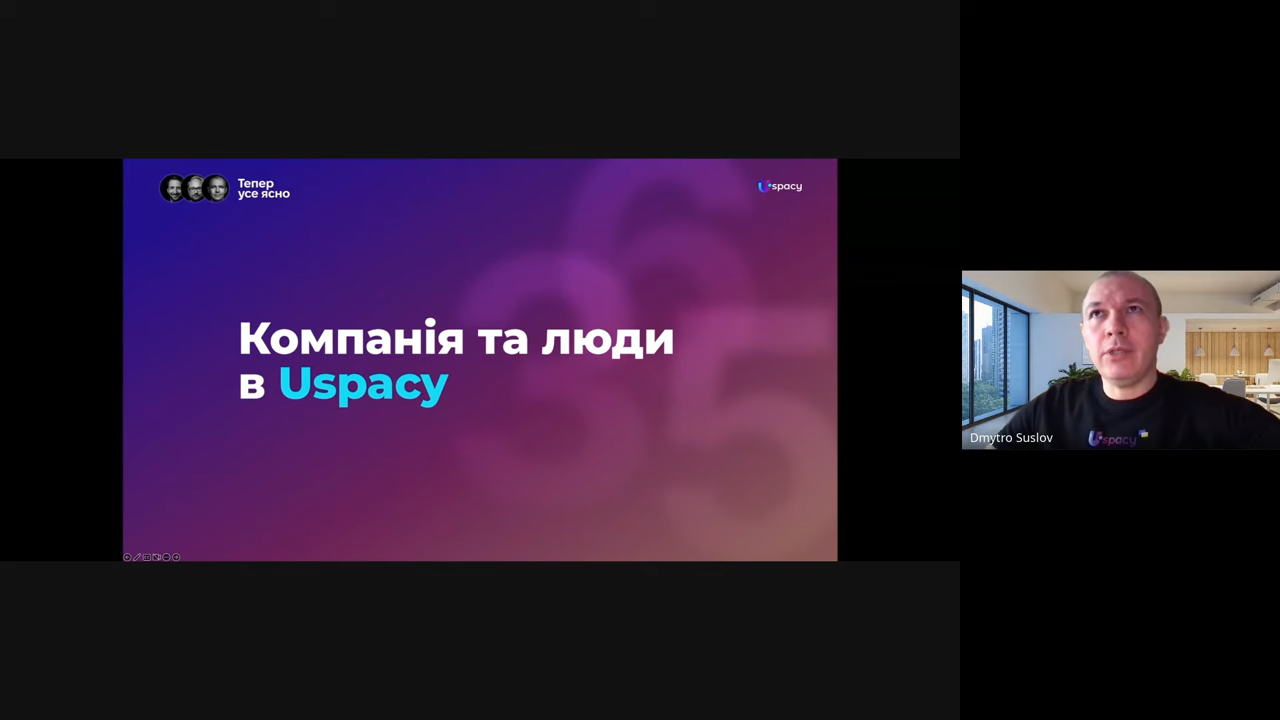 Тепер
усе ясно
Uspacy
Компанія та люди
в Uspacy
Dmytro Suslov
Uspacy